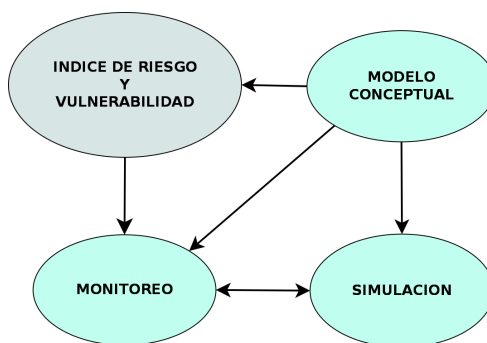 INDICE DE RIESGO
Y
VULNERABILIDAD
MODELO
CONCEPTUAL
MONITOREO
SIMULACION